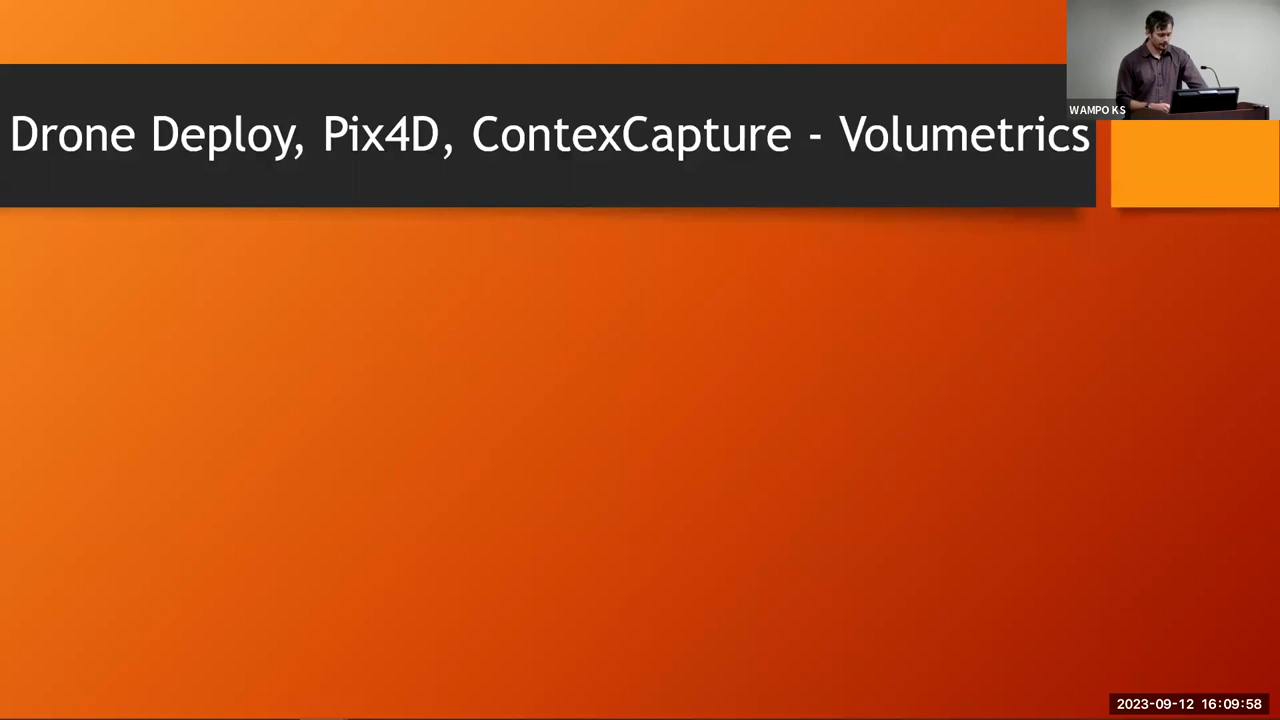 Drone Deploy, Pix4D, ContexCapture - Volumetrics
WAMPO KS
2023-09-12 16:09:58